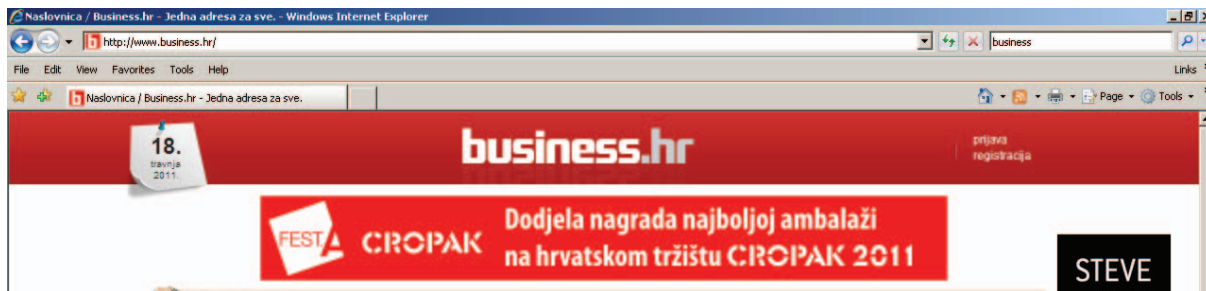 Naslovnica / Business.hr - Jedna adresa za sve. - Windows Internet Explorer
http://www.business.hr/
business
File Edit View Favorites Tools Help
Links
Naslovnica / Business.hr - Jedna adresa za sve.
Page Tools
18.
travnja
2011.
business.hr
prijava
registracija
FESTA CROPAK
Dodjela nagrada najboljoj ambalaži
na hrvatskom tržištu CROPAK 2011
STEVE